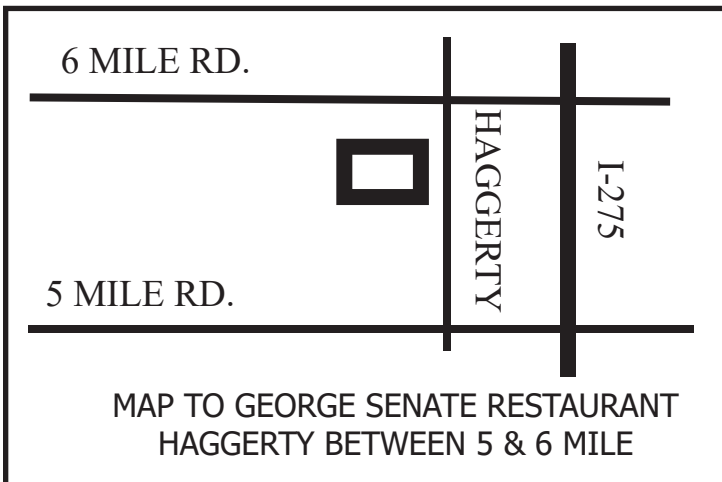 6 MILE RD.
HAGGERTY
I-275
5 MILE RD.
MAP TO GEORGE SENATE RESTAURANT
HAGGERTY BETWEEN 5 & 6 MILE